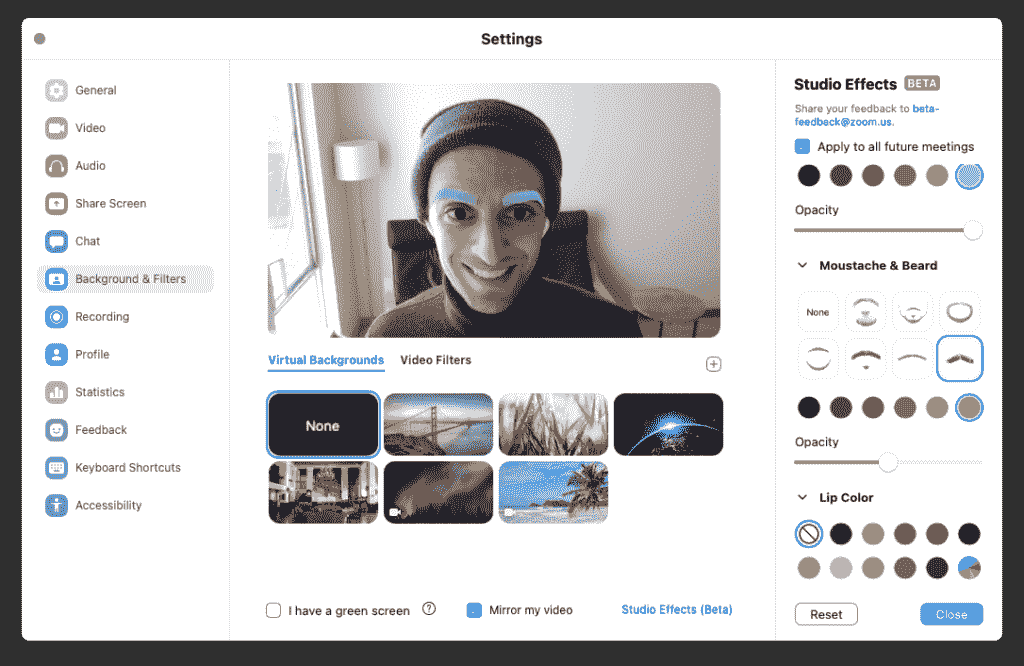 Settings
General
Video
Audio
Share Screen
Chat
Background & Filters
Recording
Profile
Statistics
Feedback
Keyboard Shortcuts
Accessibility
Virtual Backgrounds
Video Filters
None
I have a green screen
?
Mirror my video
Studio Effects (Beta)
Studio Effects BETA
Share your feedback to beta-
feedback@zoom.us.
Apply to all future meetings
Opacity
Moustache & Beard
None
Opacity
Lip Color
Reset
Close